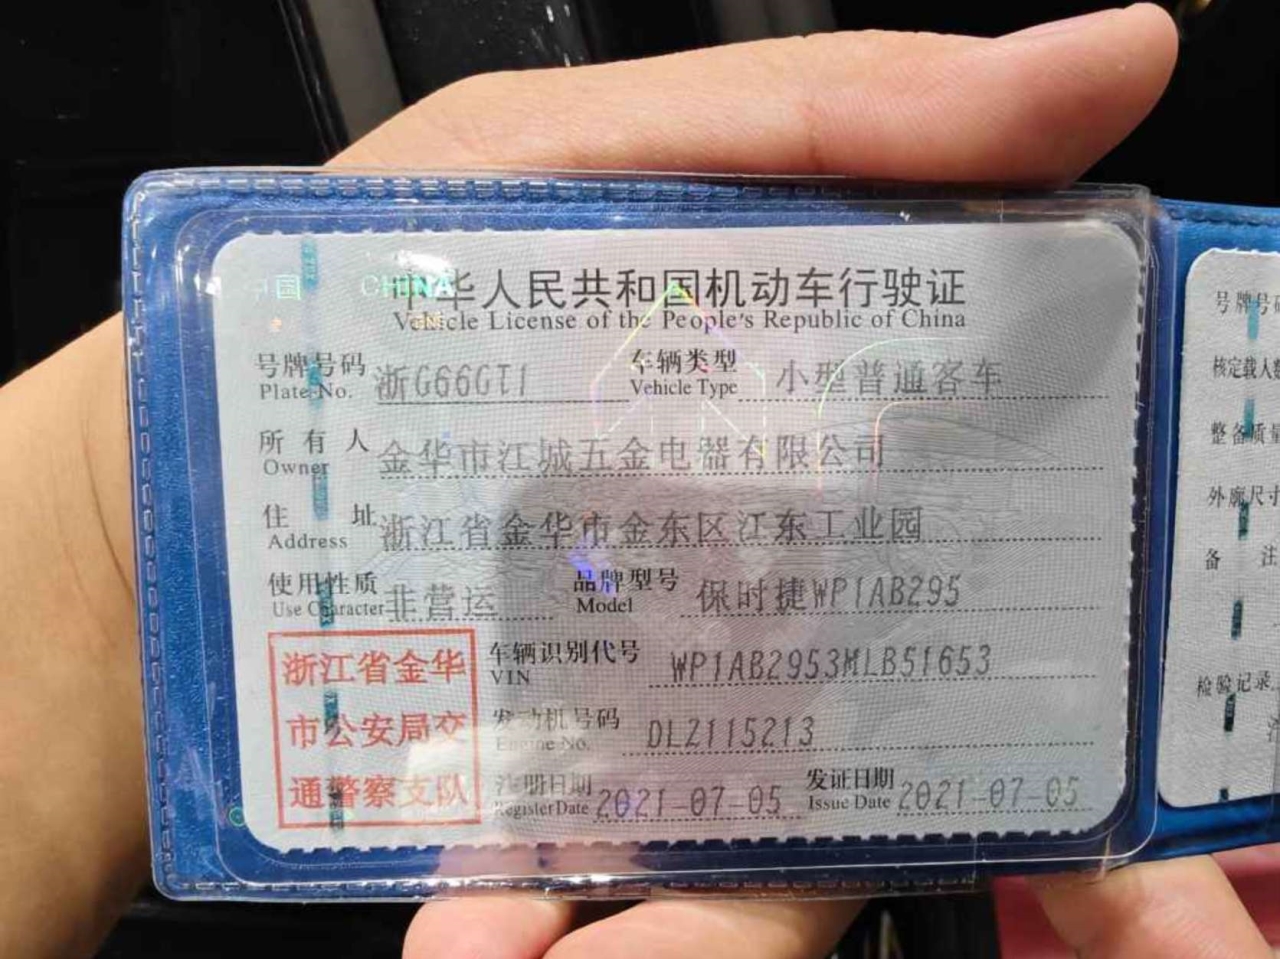 中国 CHINA
中华人民共和国机动车行驶证
Vehicle License of the People's Republic of China
号牌号码 浙G66GT1 车辆类型 小型普通客车
Plate No. Vehicle Type
所有人 金华市江城五金电器有限公司
Owner
住址 浙江省金华市金东区江东工业园
Address
使用性质 非营运 品牌型号 保时捷WP1AB295
Use Character Model
车辆识别代号 WP1AB2953MLB51653
VIN
发动机号码 DL2115213
Engine No.
注册日期 2021-07-05 发证日期 2021-07-05
Register Date Issue Date
浙江省金华
市公安局交
通警察支队
号牌号
核定载人
整备质量
外廓尺寸
备注
检验记录